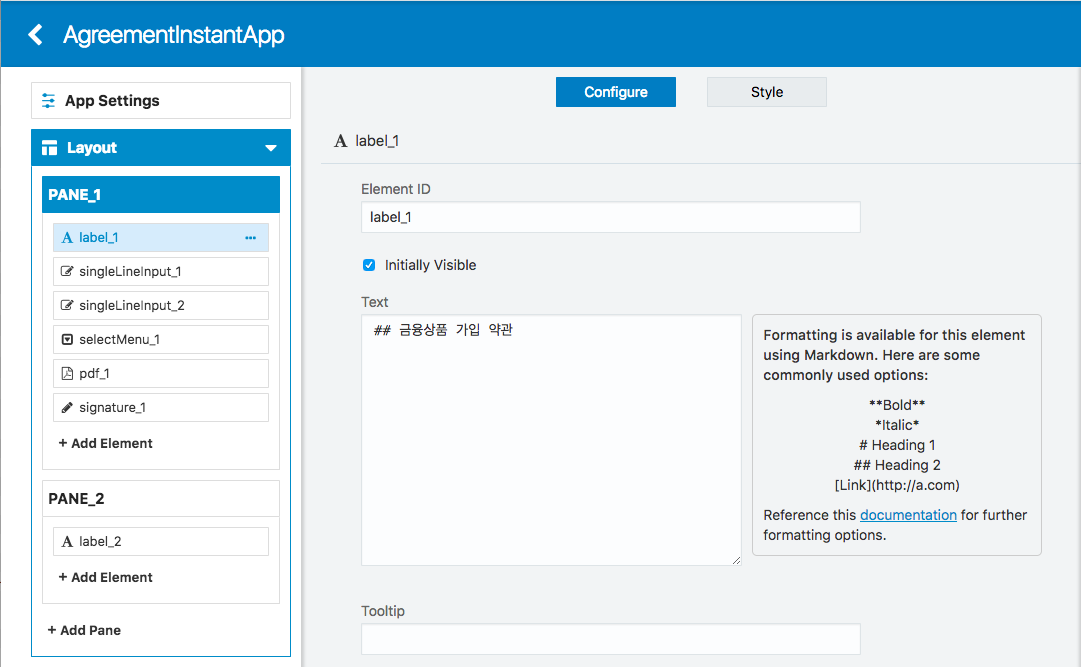 AgreementInstantApp
App Settings
Layout
PANE_1
label_1
singleLineInput_1
singleLineInput_2
selectMenu_1
pdf_1
signature_1
+ Add Element
PANE_2
label_2
+ Add Element
+ Add Pane
Configure
Style
A label_1
Element ID
label_1
Initially Visible
Text
## 금융상품 가입 약관
Formatting is available for this element
using Markdown. Here are some
commonly used options:
**Bold**
*Italic*
# Heading 1
## Heading 2
[Link](http://a.com)
Reference this documentation for further
formatting options.
Tooltip